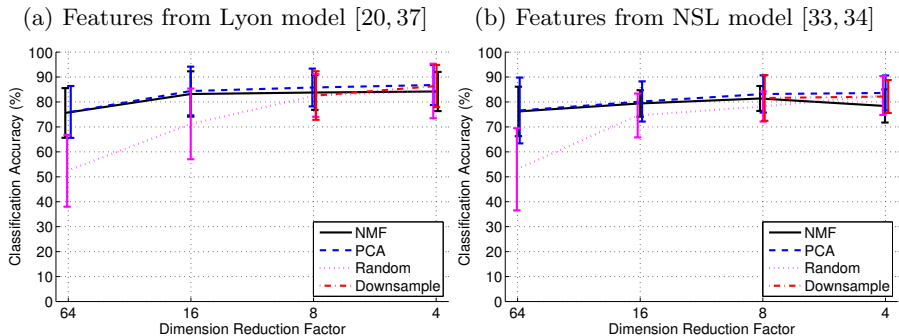 (a) Features from Lyon model [20, 37]
100
90
80
70
60
50
40
30
20
10
0
Classification Accuracy (%)
64
16
8
4
Dimension Reduction Factor
NMF
PCA
Random
Downsample
(b) Features from NSL model [33, 34]
100
90
80
70
60
50
40
30
20
10
0
Classification Accuracy (%)
64
16
8
4
Dimension Reduction Factor
NMF
PCA
Random
Downsample